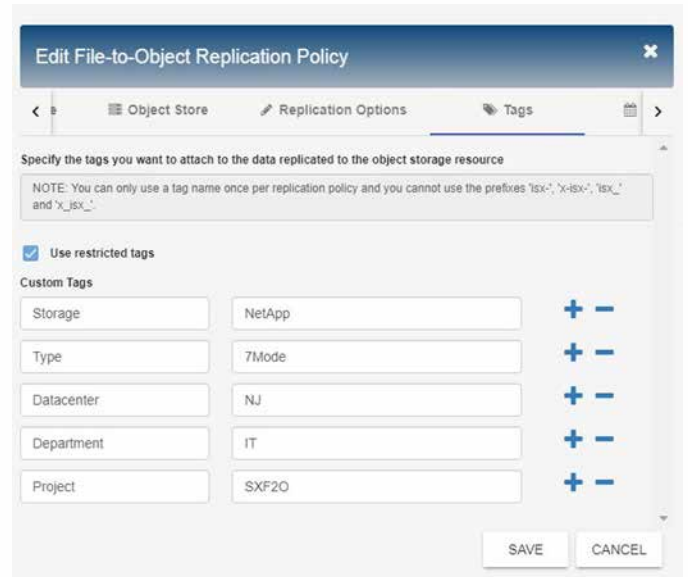 Edit File-to-Object Replication Policy
Object Store Replication Options Tags
Specify the tags you want to attach to the data replicated to the object storage resource
NOTE: You can only use a tag name once per replication policy and you cannot use the prefixes 'isx-', 'x-isx-', 'isx_'
and 'x_isx_'.
Use restricted tags
Custom Tags
Storage NetApp
Type 7Mode
Datacenter NJ
Department IT
Project SXF2O
SAVE CANCEL